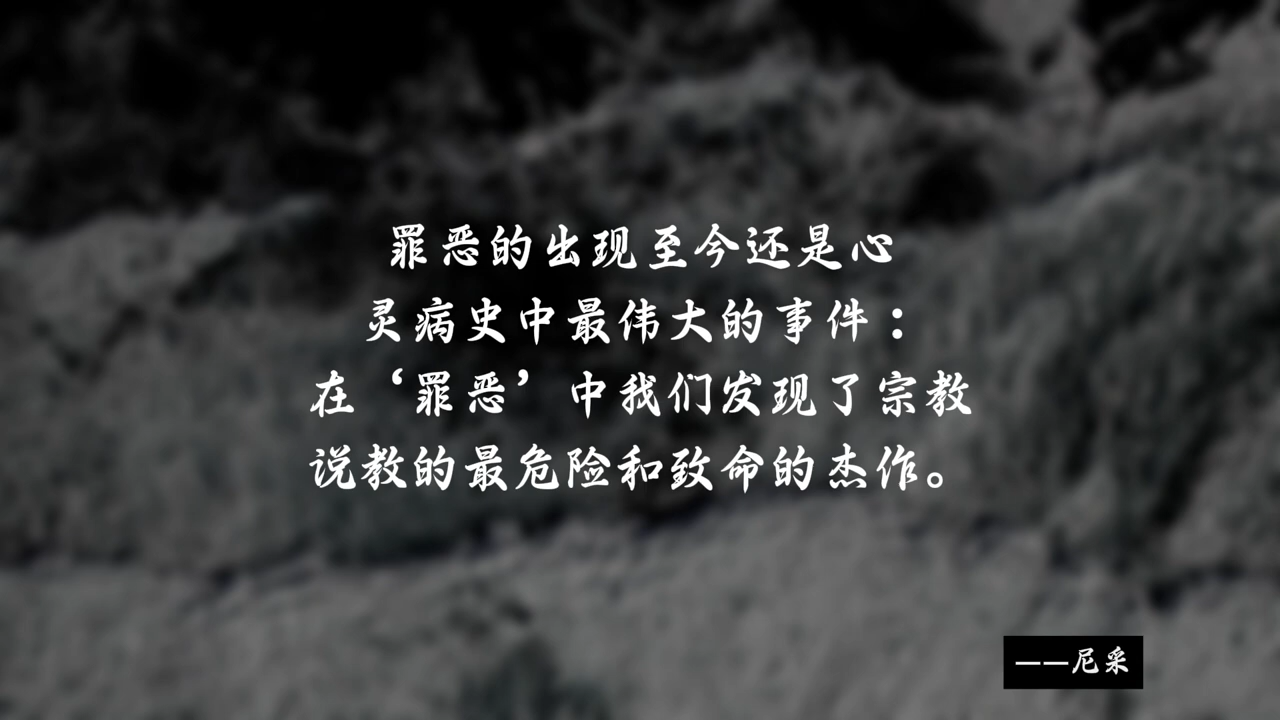 罪恶的出现至今还是心
灵病史中最伟大的事件：
在‘罪恶’中我们发现了宗教
说教的最危险和致命的杰作。
——尼采